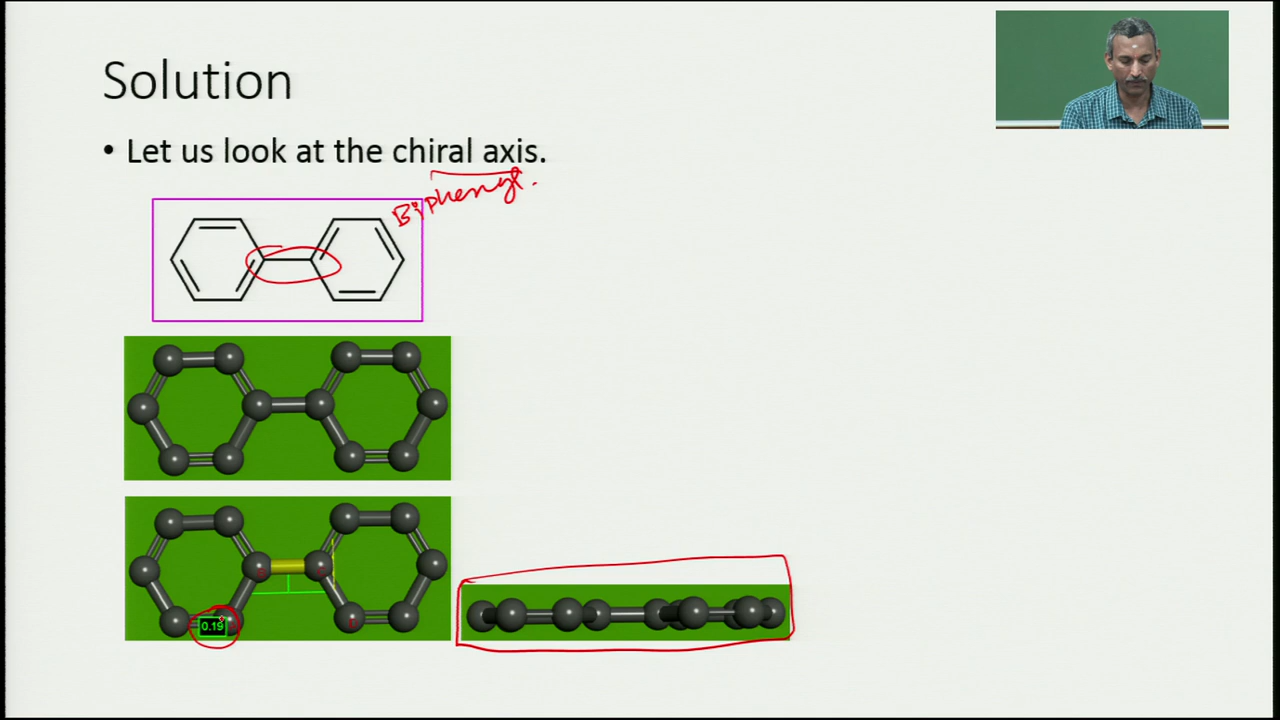 Solution
• Let us look at the chiral axis.
Biphenyl.
0.19